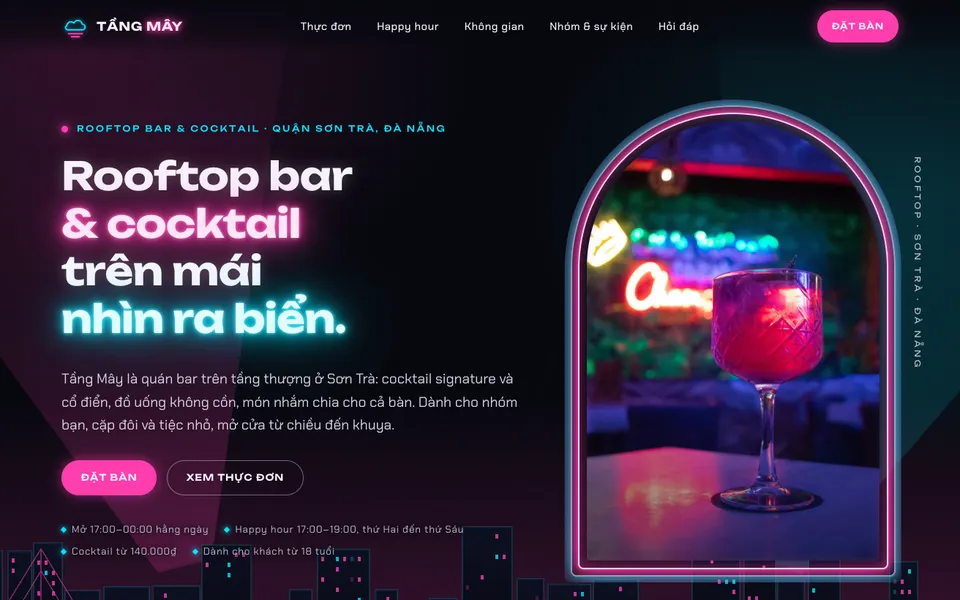 TẦNG MÂY
Thực đơn
Happy hour
Không gian
Nhóm & sự kiện
Hỏi đáp
ĐẶT BÀN
ROOFTOP BAR & COCKTAIL · QUẬN SƠN TRÀ, ĐÀ NẴNG
Rooftop bar
& cocktail
trên mái
nhìn ra biển.
Tầng Mây là quán bar trên tầng thượng ở Sơn Trà: cocktail signature và
cổ điển, đồ uống không cồn, món nhắm chia cho cả bàn. Dành cho nhóm
bạn, cặp đôi và tiệc nhỏ, mở cửa từ chiều đến khuya.
ĐẶT BÀN
XEM THỰC ĐƠN
Mở 17:00–00:00 hằng ngày
Happy hour 17:00–19:00, thứ Hai đến thứ Sáu
Cocktail từ 140.000₫
Dành cho khách từ 18 tuổi
ROOFTOP · SƠN TRÀ · ĐÀ NẴNG